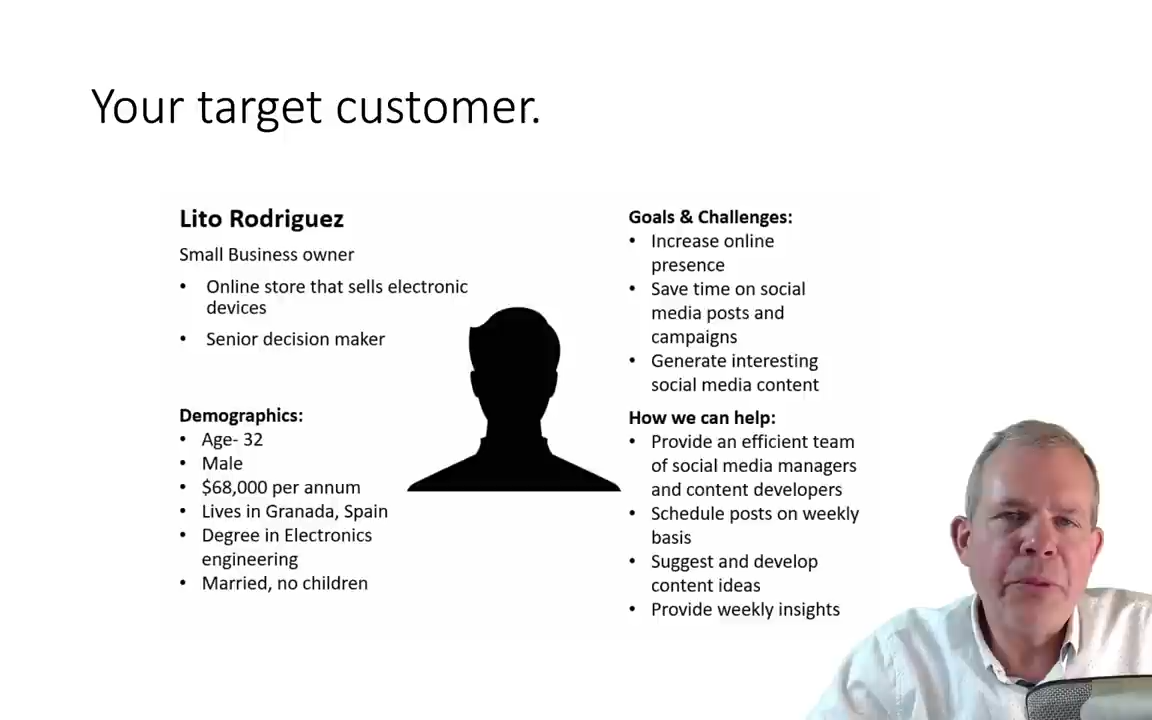 Your target customer.
Lito Rodriguez
Small Business owner
• Online store that sells electronic
devices
• Senior decision maker
Demographics:
• Age- 32
• Male
• $68,000 per annum
• Lives in Granada, Spain
• Degree in Electronics
engineering
• Married, no children
Goals & Challenges:
• Increase online
presence
• Save time on social
media posts and
campaigns
• Generate interesting
social media content
How we can help:
• Provide an efficient team
of social media managers
and content developers
• Schedule posts on weekly
basis
• Suggest and develop
content ideas
• Provide weekly insights